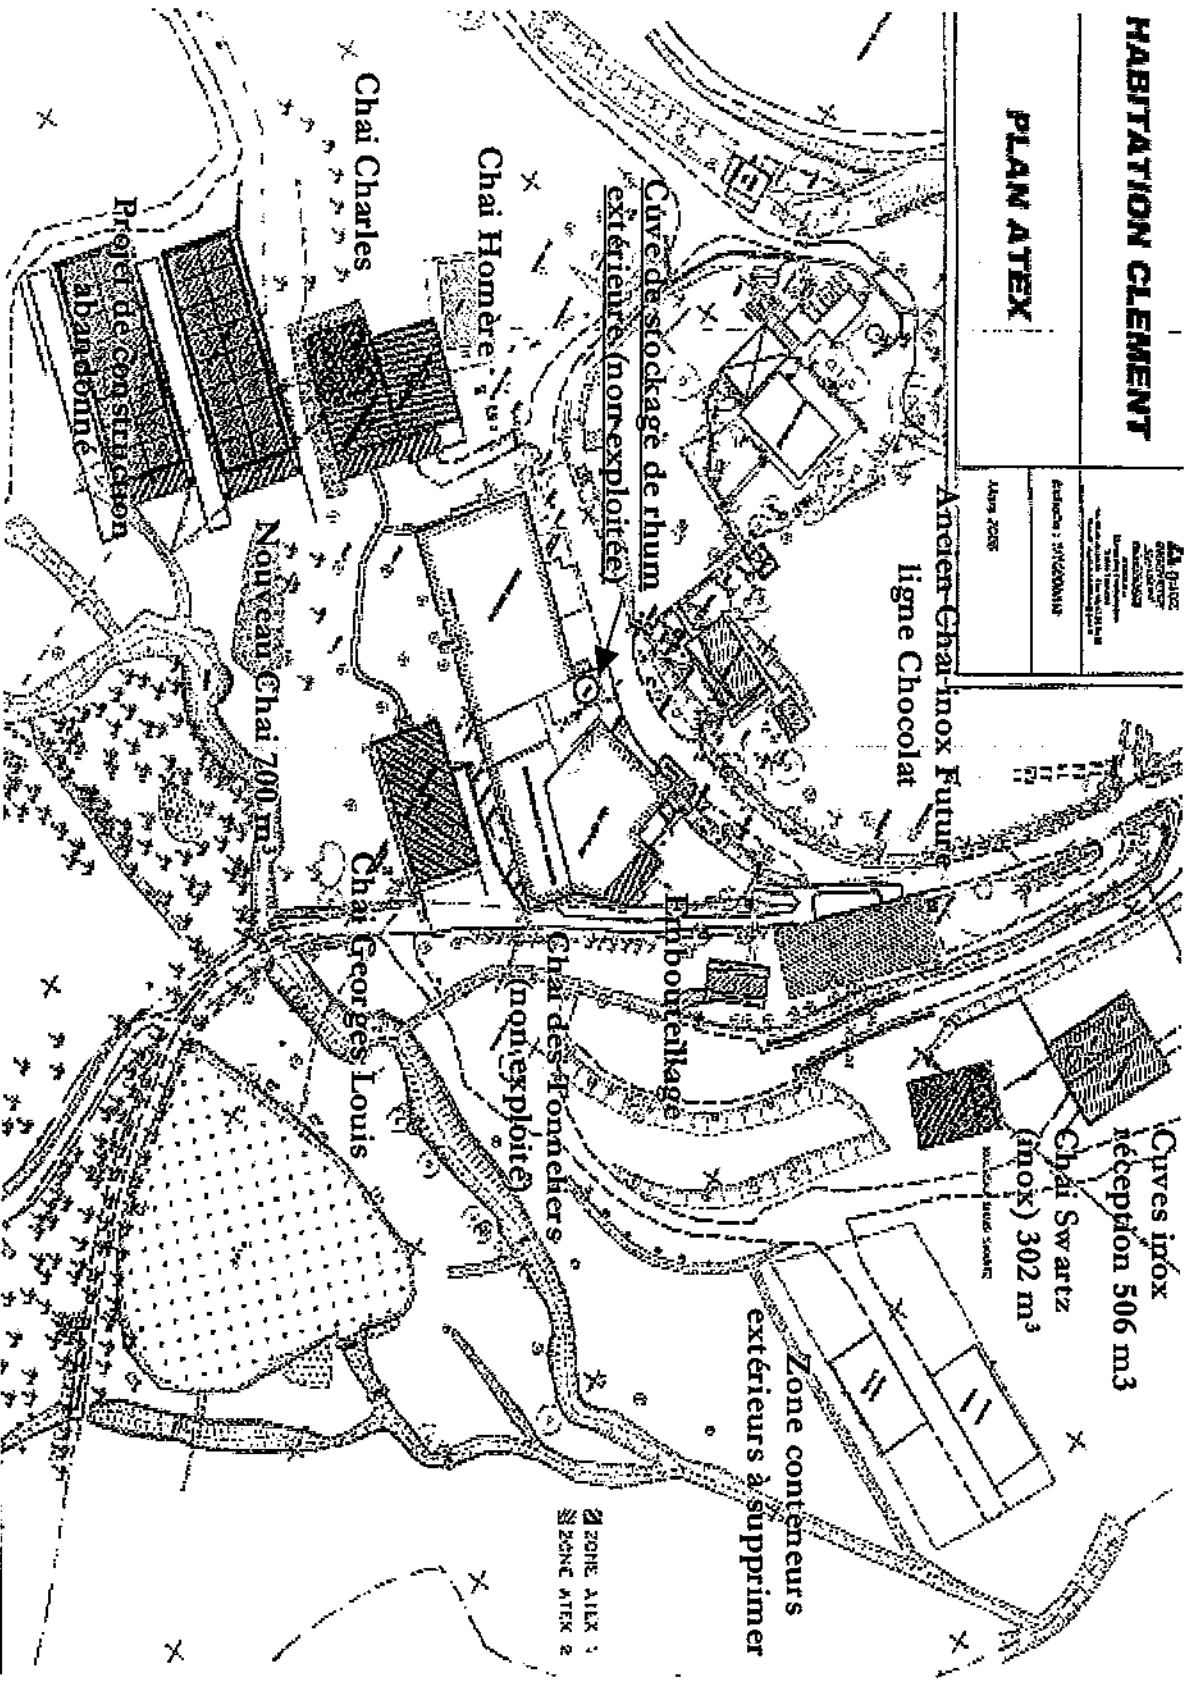 HABITATION CLEMENT
PLAN ATEX
Mars 2006
Ancien Chai inox Future
ligne Chocolat
Cuves inox
réception 506 m3
Chai Swartz
(inox) 302 m³
Cuve de stockage de rhum
extérieure (non exploitée)
Embouteillage
Zone conteneurs
extérieurs à supprimer
Chai Homère
Chai des Tonneliers
(non exploité)
ZONE ATEX 1
ZONE ATEX 2
Chai Charles
Chai Georges Louis
Nouveau Chai 700 m³
Projet de construction
abandonné